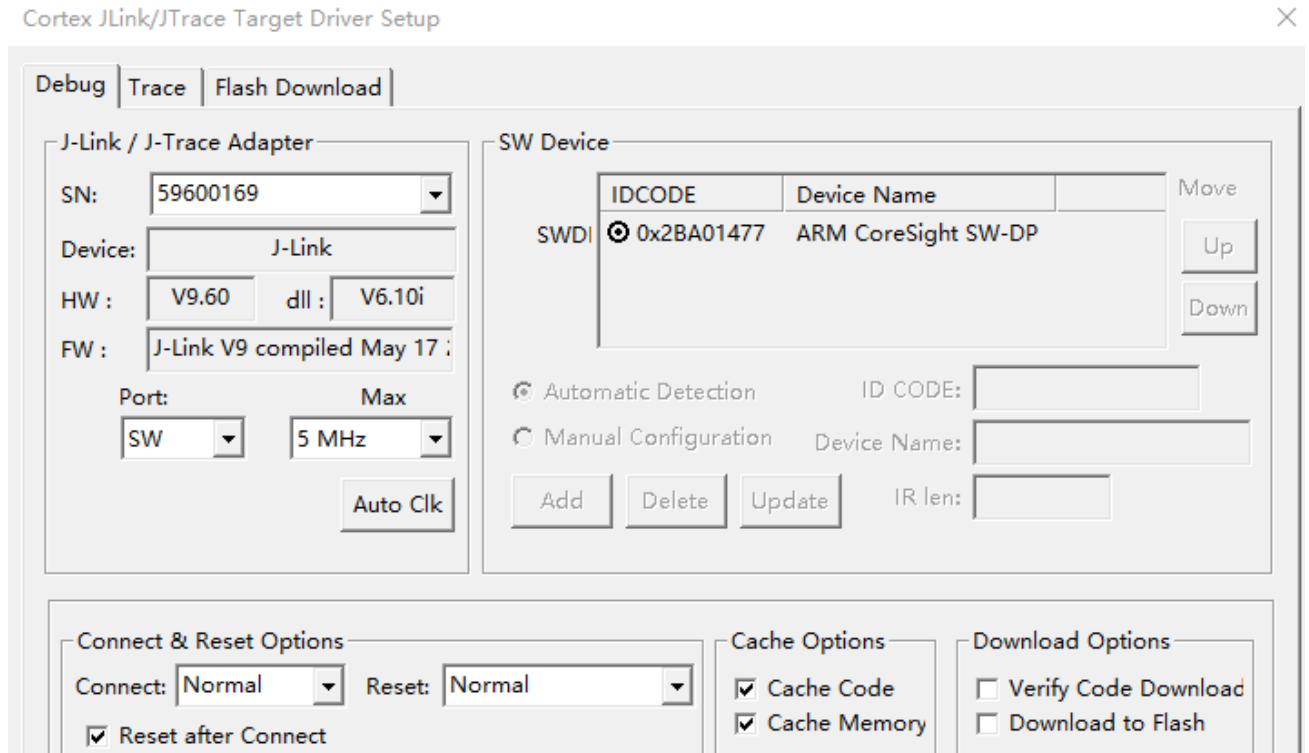 Cortex JLink/JTrace Target Driver Setup
Debug Trace Flash Download
J-Link / J-Trace Adapter
SN: 59600169
Device: J-Link
HW : V9.60 dll : V6.10i
FW : J-Link V9 compiled May 17
Port: Max
SW 5 MHz
Auto Clk
SW Device
IDCODE Device Name
SWDI 0x2BA01477 ARM CoreSight SW-DP
Move
Up
Down
Automatic Detection ID CODE:
Manual Configuration Device Name:
Add Delete Update IR len:
Connect & Reset Options
Connect: Normal Reset: Normal
Reset after Connect
Cache Options
Cache Code
Cache Memory
Download Options
Verify Code Download
Download to Flash